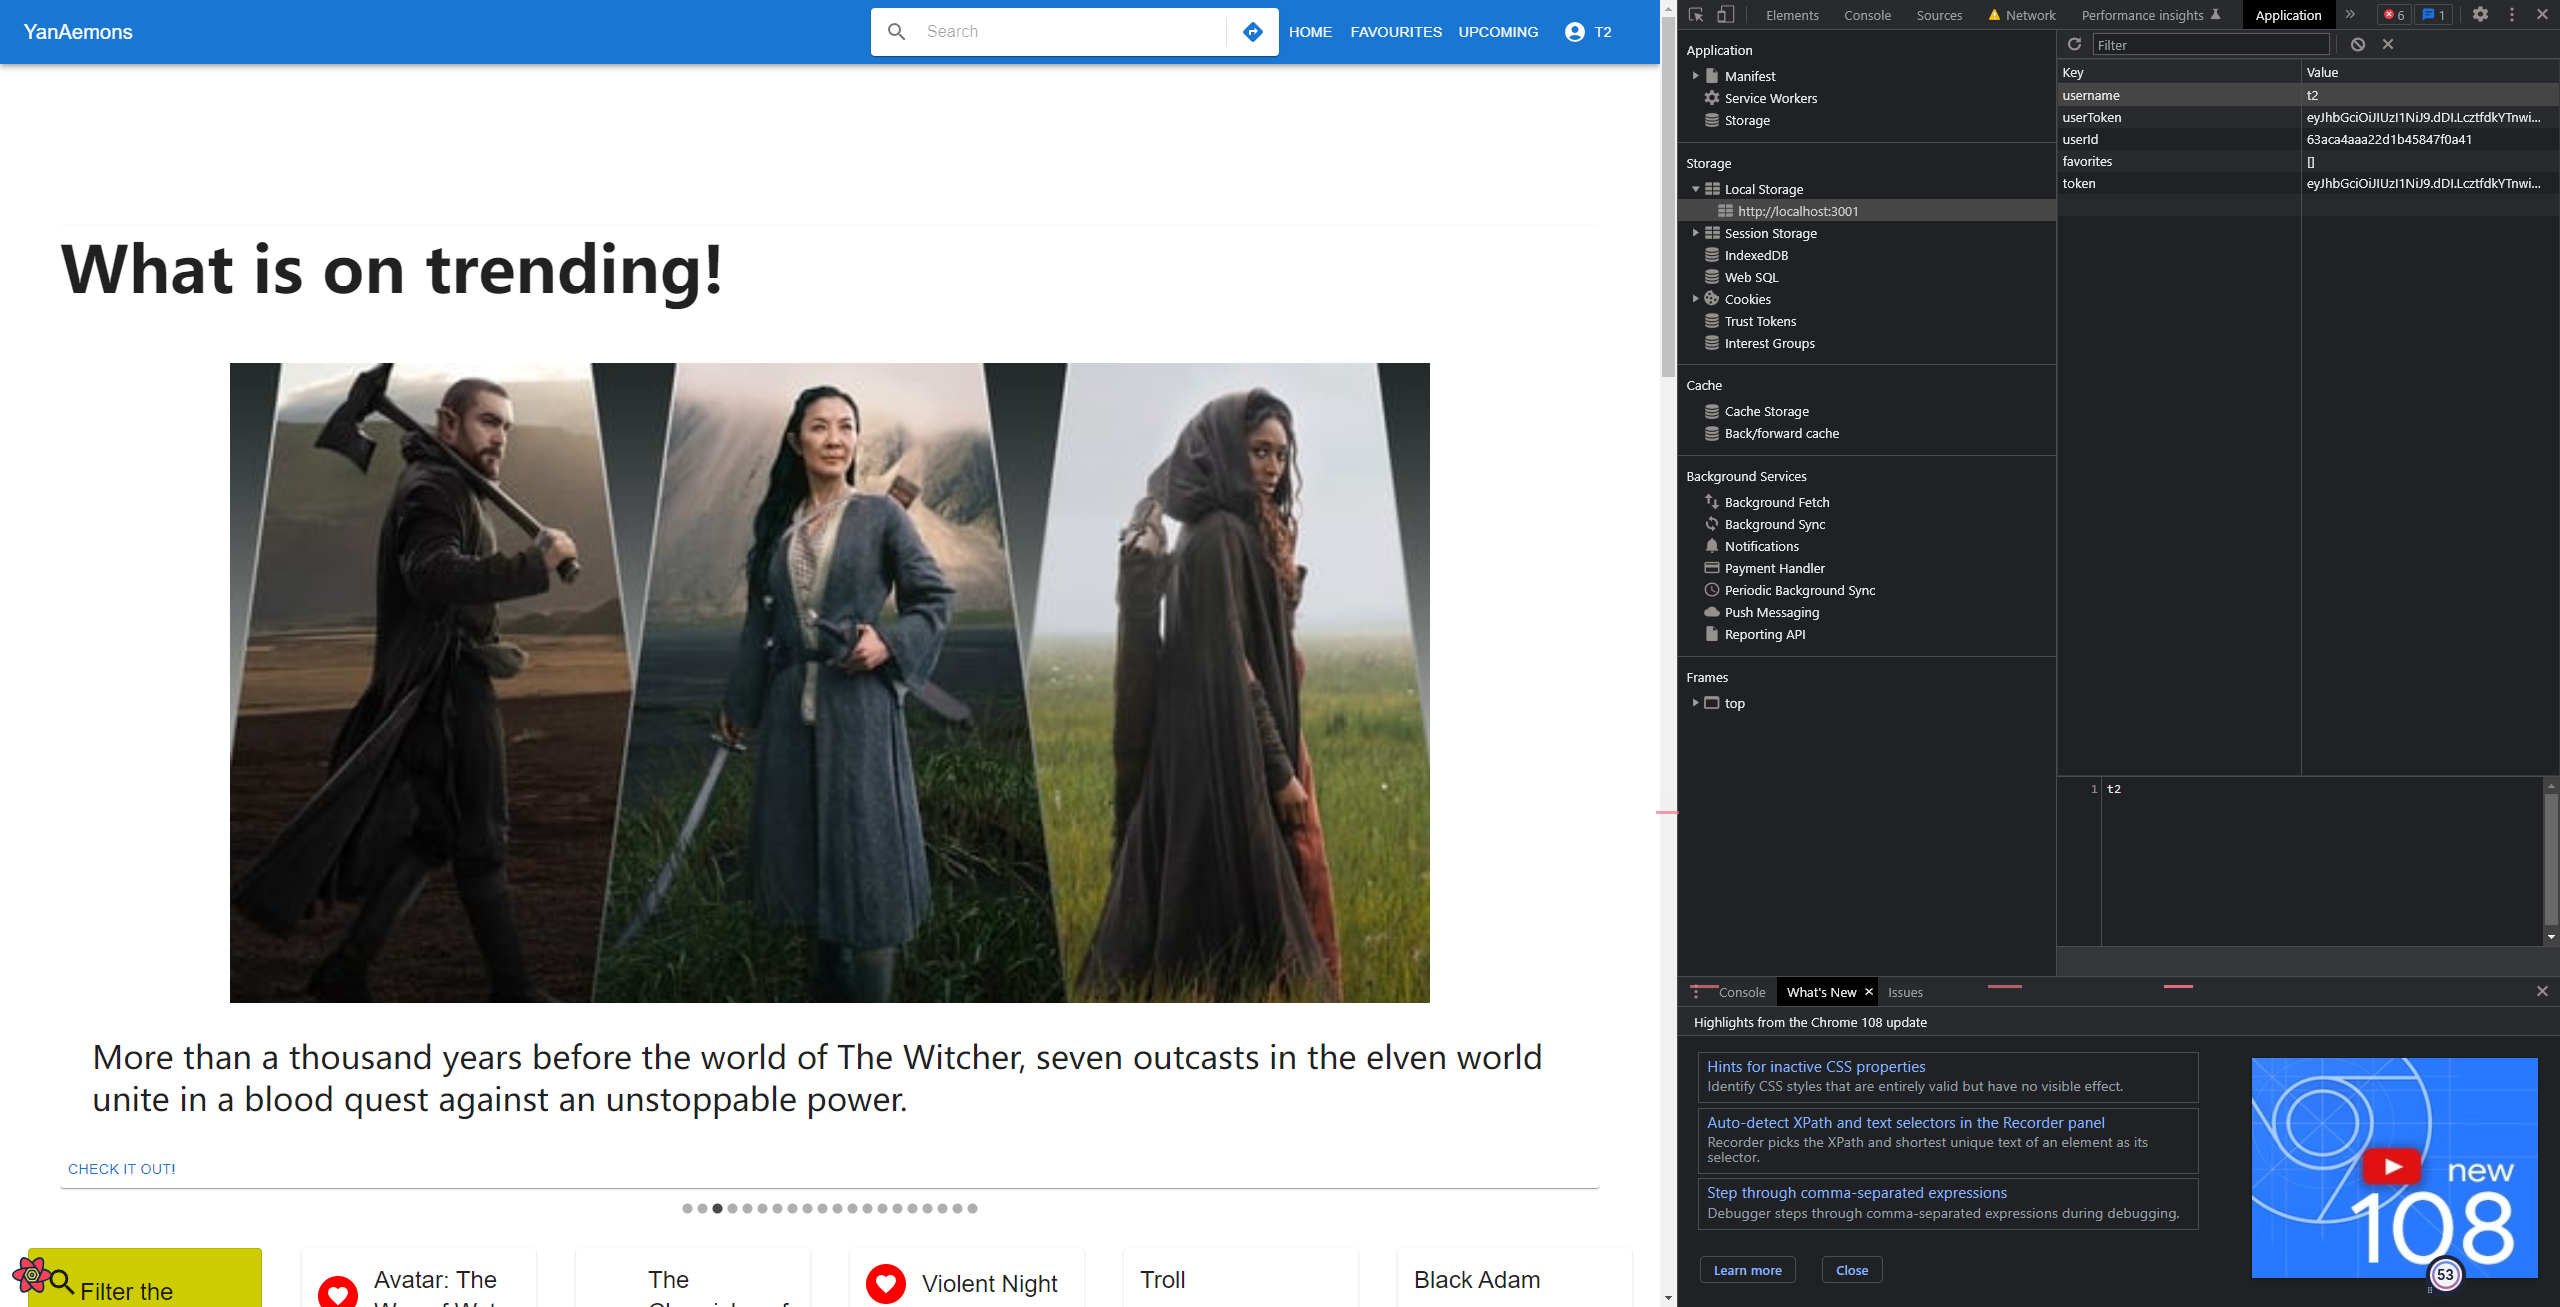 YanAemons
Search
HOME
FAVOURITES
UPCOMING
T2
What is on trending!
More than a thousand years before the world of The Witcher, seven outcasts in the elven world
unite in a blood quest against an unstoppable power.
CHECK IT OUT!
Filter the
Avatar: The
The
Violent Night
Troll
Black Adam
Elements
Console
Sources
Network
Performance insights
Application
6
1
Application
Manifest
Service Workers
Storage
Storage
Local Storage
http://localhost:3001
Session Storage
IndexedDB
Web SQL
Cookies
Trust Tokens
Interest Groups
Cache
Cache Storage
Back/forward cache
Background Services
Background Fetch
Background Sync
Notifications
Payment Handler
Periodic Background Sync
Push Messaging
Reporting API
Frames
top
Filter
Key Value
username t2
userToken eyJhbGciOiJIUzI1NiJ9.dDI.LcztfdkYTnwi...
userId 63aca4aaa22d1b45847f0a41
favorites []
token eyJhbGciOiJIUzI1NiJ9.dDI.LcztfdkYTnwi...
1 t2
Console
What's New
Issues
Highlights from the Chrome 108 update
Hints for inactive CSS properties
Identify CSS styles that are entirely valid but have no visible effect.
Auto-detect XPath and text selectors in the Recorder panel
Recorder picks the XPath and shortest unique text of an element as its
selector.
Step through comma-separated expressions
Debugger steps through comma-separated expressions during debugging.
Learn more
Close
new
108
53